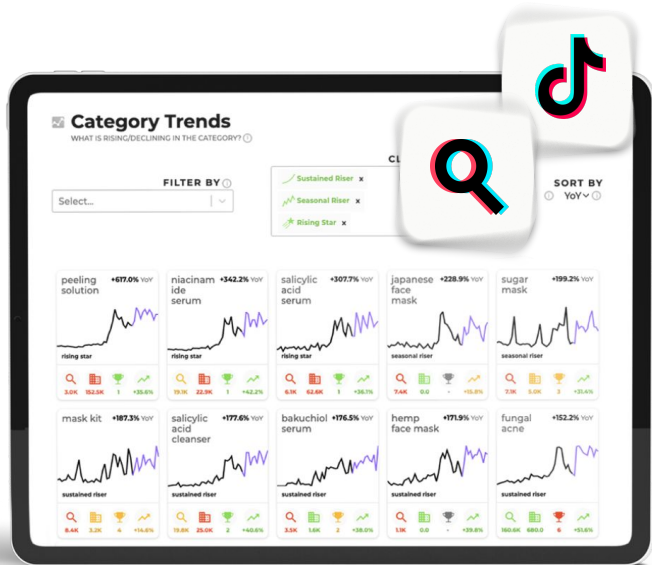 Category Trends
WHAT IS RISING/DECLINING IN THE CATEGORY?
FILTER BY
Select...
CL
Sustained Riser x
Seasonal Riser x
Rising Star x
SORT BY
YoY
peeling solution +617.0% YoY
rising star
3.0K 152.5K 1 +35.6%
niacinamide serum +342.2% YoY
rising star
19.1K 22.9K 1 +42.2%
salicylic acid serum +307.7% YoY
rising star
6.1K 62.6K 1 +36.1%
japanese face mask +228.9% YoY
seasonal riser
7.4K 0.0 - +15.8%
sugar mask +199.2% YoY
seasonal riser
7.1K 5.0K 3 +31.4%
mask kit +187.3% YoY
sustained riser
8.4K 3.2K 4 +14.6%
salicylic acid cleanser +177.6% YoY
sustained riser
19.8K 25.0K 2 +40.6%
bakuchiol serum +176.5% YoY
sustained riser
3.5K 1.6K 2 +38.0%
hemp face mask +171.9% YoY
sustained riser
1.1K 0.0 - +39.8%
fungal acne +152.2% YoY
sustained riser
160.6K 680.0 6 +51.6%